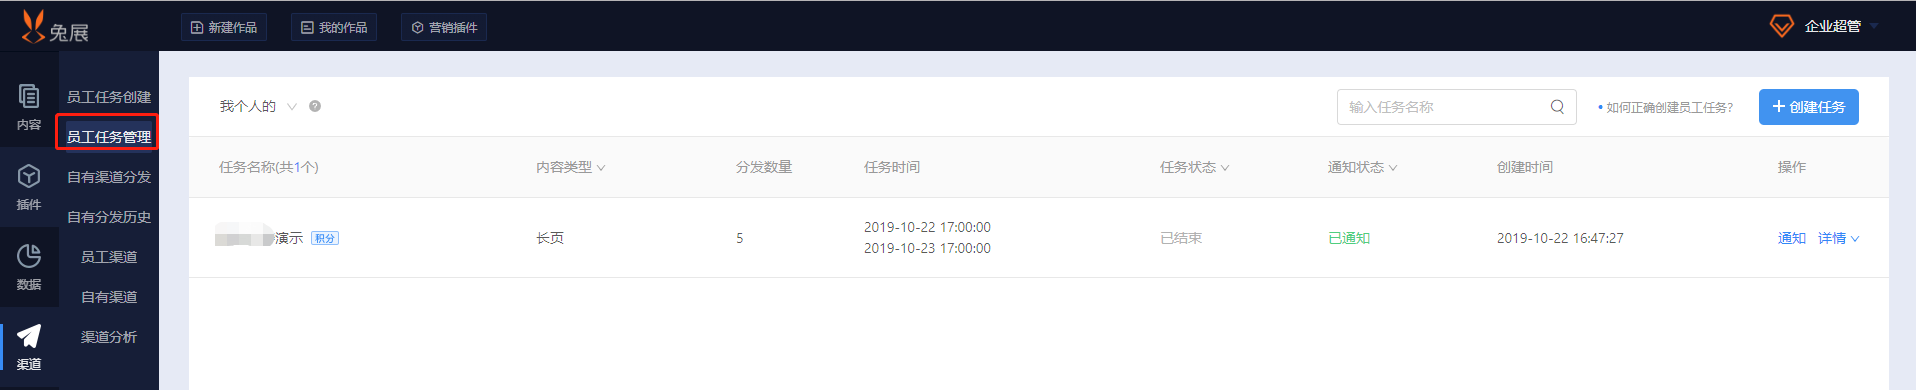 兔展 新建作品 我的作品 营销插件 企业超管
内容
插件
数据
渠道
员工任务创建
员工任务管理
自有渠道分发
自有分发历史
员工渠道
自有渠道
渠道分析
我个人的 ? 输入任务名称 •如何正确创建员工任务? + 创建任务
任务名称(共1个) 内容类型 分发数量 任务时间 任务状态 通知状态 创建时间 操作
演示 积分 长页 5 2019-10-22 17:00:00 已结束 已通知 2019-10-22 16:47:27 通知 详情
2019-10-23 17:00:00